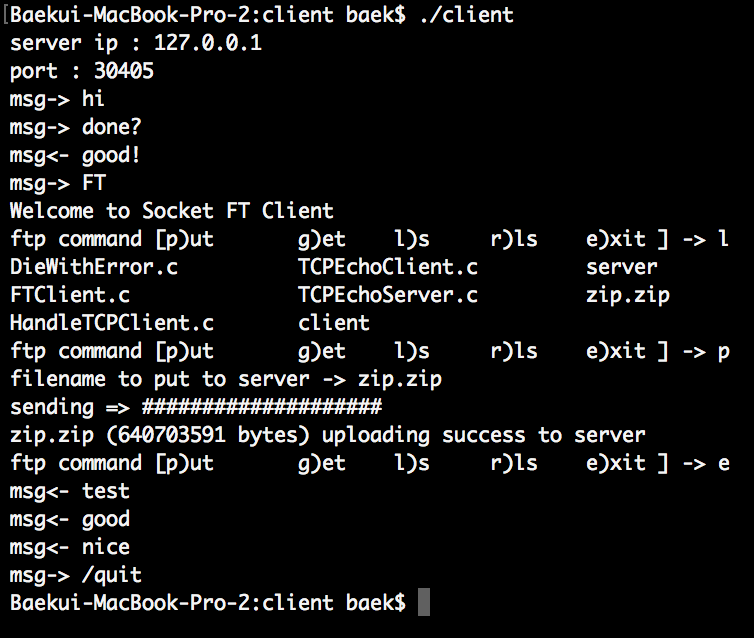 [Baekui-MacBook-Pro-2:client baek$ ./client
server ip : 127.0.0.1
port : 30405
msg-> hi
msg-> done?
msg<- good!
msg-> FT
Welcome to Socket FT Client
ftp command [p)ut       g)et    l)s     r)ls    e)xit ] -> l
DieWithError.c          TCPEchoClient.c         server
FTClient.c              TCPEchoServer.c         zip.zip
HandleTCPClient.c       client
ftp command [p)ut       g)et    l)s     r)ls    e)xit ] -> p
filename to put to server -> zip.zip
sending => ####################
zip.zip (640703591 bytes) uploading success to server
ftp command [p)ut       g)et    l)s     r)ls    e)xit ] -> e
msg<- test
msg<- good
msg<- nice
msg-> /quit
Baekui-MacBook-Pro-2:client baek$